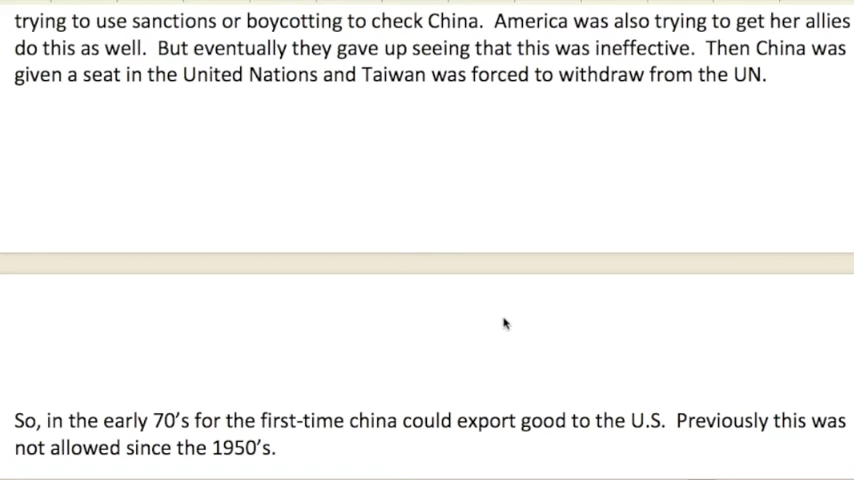 trying to use sanctions or boycotting to check China.  America was also trying to get her allies
do this as well.  But eventually they gave up seeing that this was ineffective.  Then China was
given a seat in the United Nations and Taiwan was forced to withdraw from the UN.
So, in the early 70’s for the first-time china could export good to the U.S.  Previously this was
not allowed since the 1950’s.